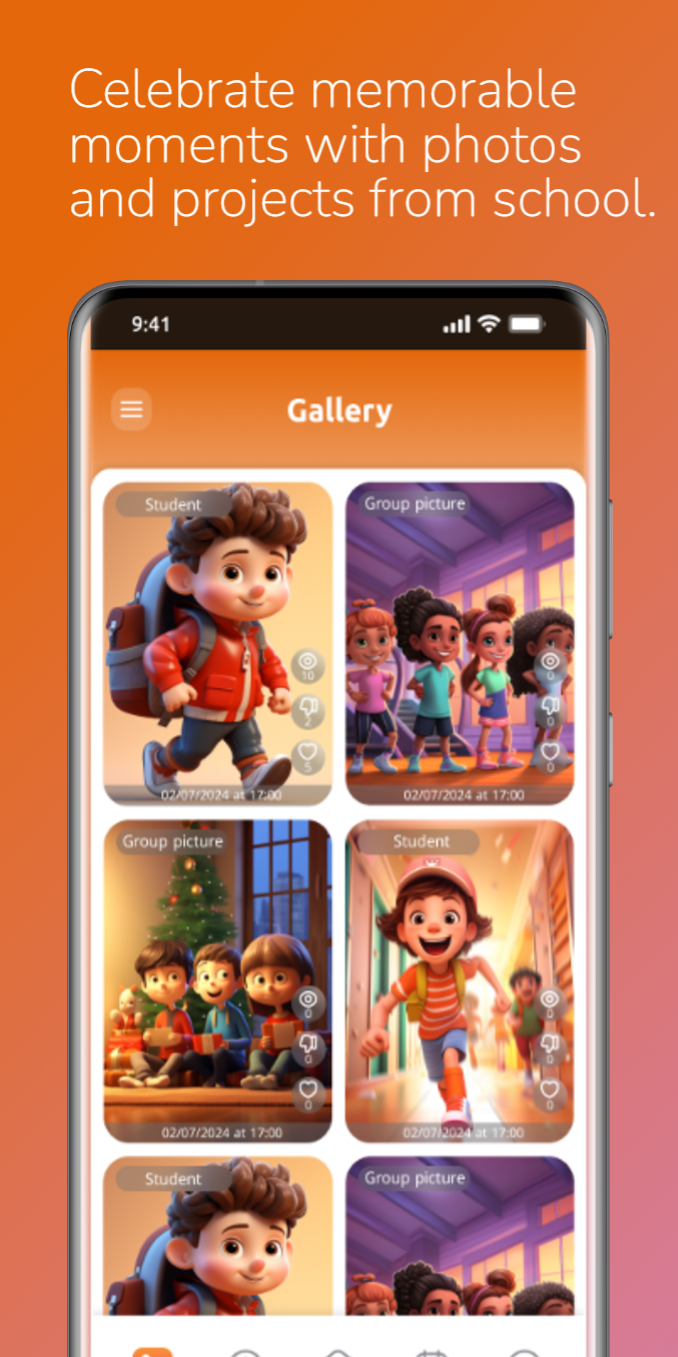 Celebrate memorable
moments with photos
and projects from school.
9:41
Gallery
Student
Group picture
10
0
2
0
5
0
02/07/2024 at 17:00
02/07/2024 at 17:00
Group picture
Student
0
0
0
0
0
0
02/07/2024 at 17:00
02/07/2024 at 17:00
Student
Group picture